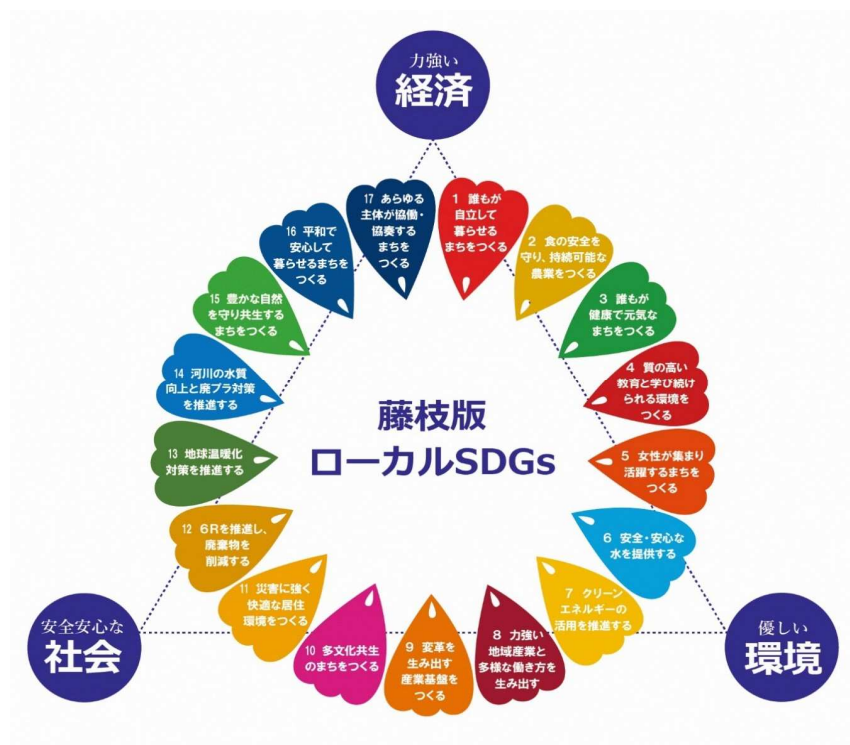 力強い
経済
1 誰もが
自立して
暮らせる
まちをつくる
2 食の安全を
守り、持続可能な
農業をつくる
3 誰もが
健康で元気な
まちをつくる
4 質の高い
教育と学び続け
られる環境を
つくる
5 女性が集まり
活躍するまちを
つくる
6 安全・安心な
水を提供する
7 クリーン
エネルギーの
活用を推進する
8 力強い
地域産業と
多様な働き方を
生み出す
9 変革を
生み出す
産業基盤を
つくる
10 多文化共生
のまちをつくる
11 災害に強く
快適な居住
環境をつくる
12 6Rを推進し、
廃棄物を
削減する
13 地球温暖化
対策を推進する
14 河川の水質
向上と廃プラ対策
を推進する
15 豊かな自然
を守り共生する
まちをつくる
16 平和で
安心して
暮らせるまちを
つくる
17 あらゆる
主体が協働・
協奏する
まちを
つくる
藤枝版
ローカルSDGs
安全安心な
社会
優しい
環境